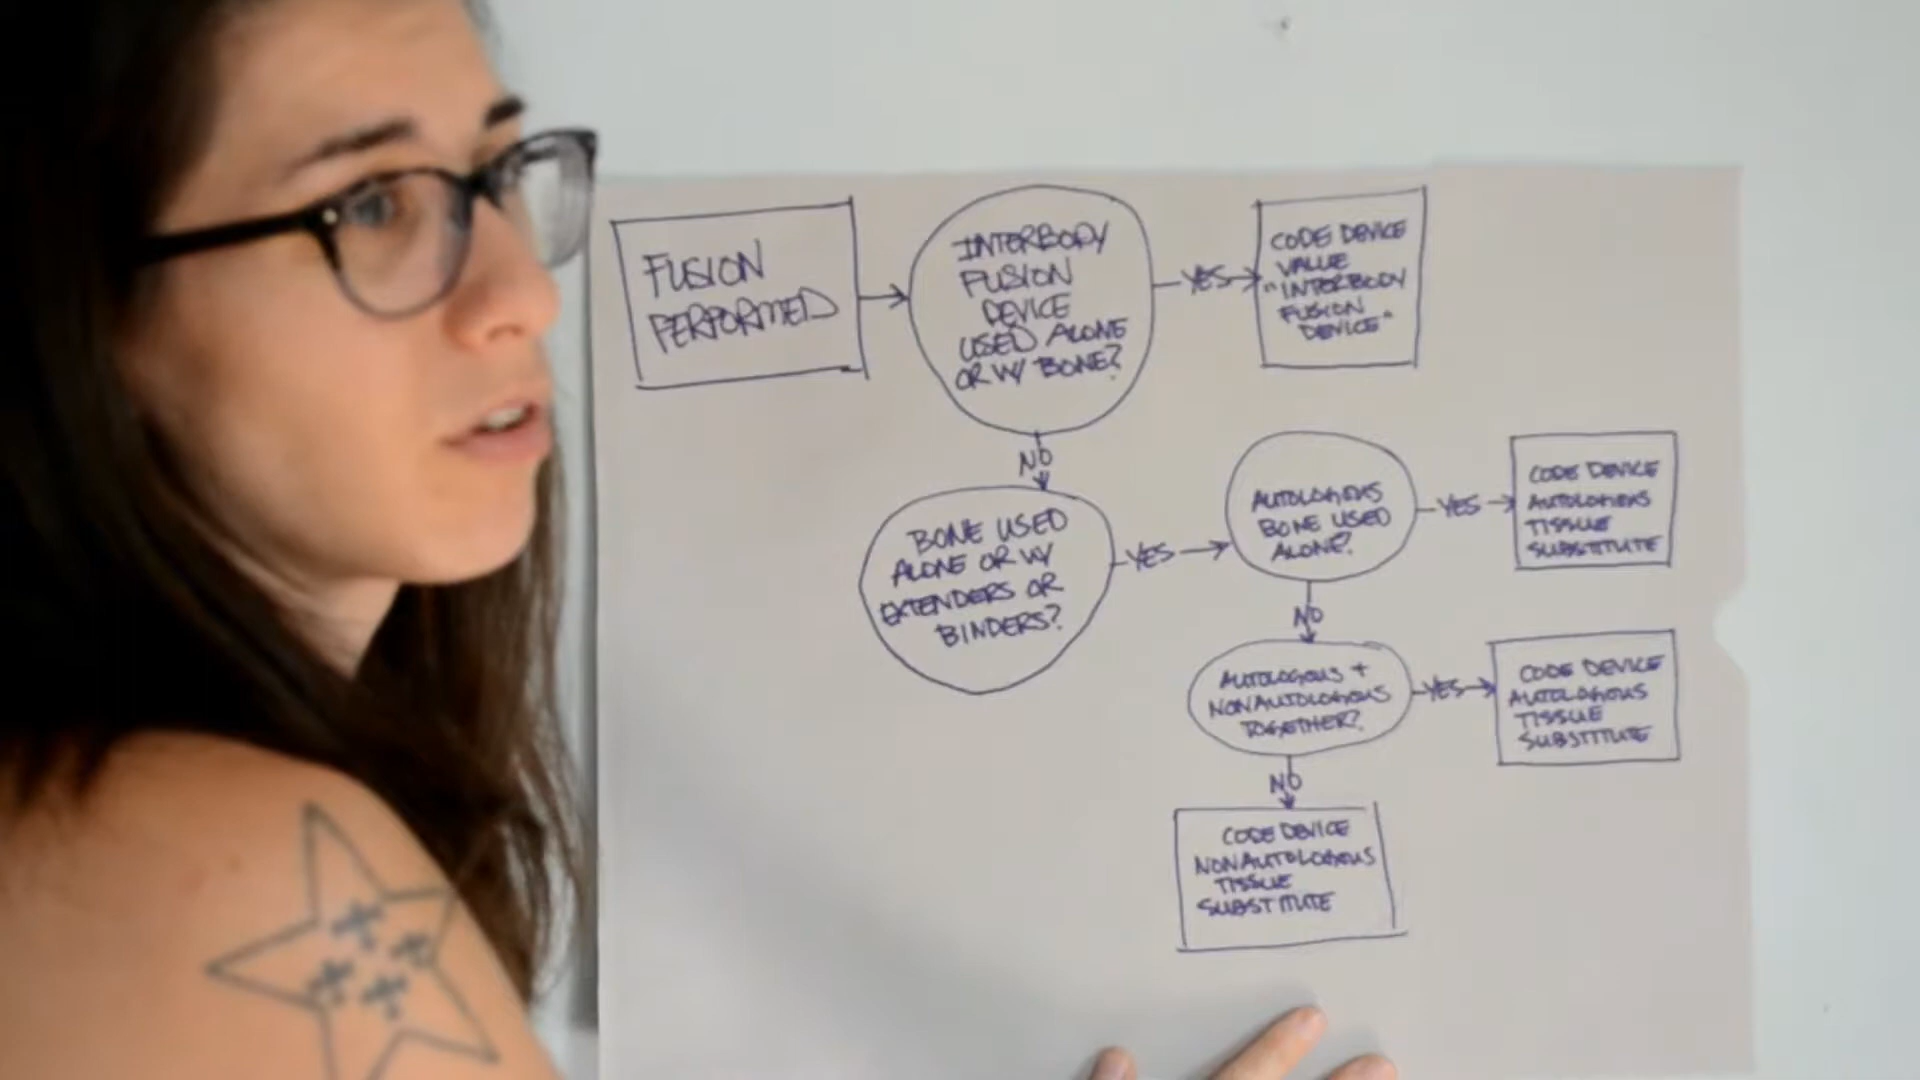 FUSION
PERFORMED
INTERBODY
FUSION
DEVICE
USED ALONE
OR W/ BONE?
YES
CODE DEVICE
VALUE
"INTERBODY
FUSION
DEVICE"
NO
BONE USED
ALONE OR W/
EXTENDERS OR
BINDERS?
YES
AUTOLOGOUS
BONE USED
ALONE?
YES
CODE DEVICE
AUTOLOGOUS
TISSUE
SUBSTITUTE
NO
AUTOLOGOUS +
NONAUTOLOGOUS
TOGETHER?
YES
CODE DEVICE
AUTOLOGOUS
TISSUE
SUBSTITUTE
NO
CODE DEVICE
NONAUTOLOGOUS
TISSUE
SUBSTITUTE